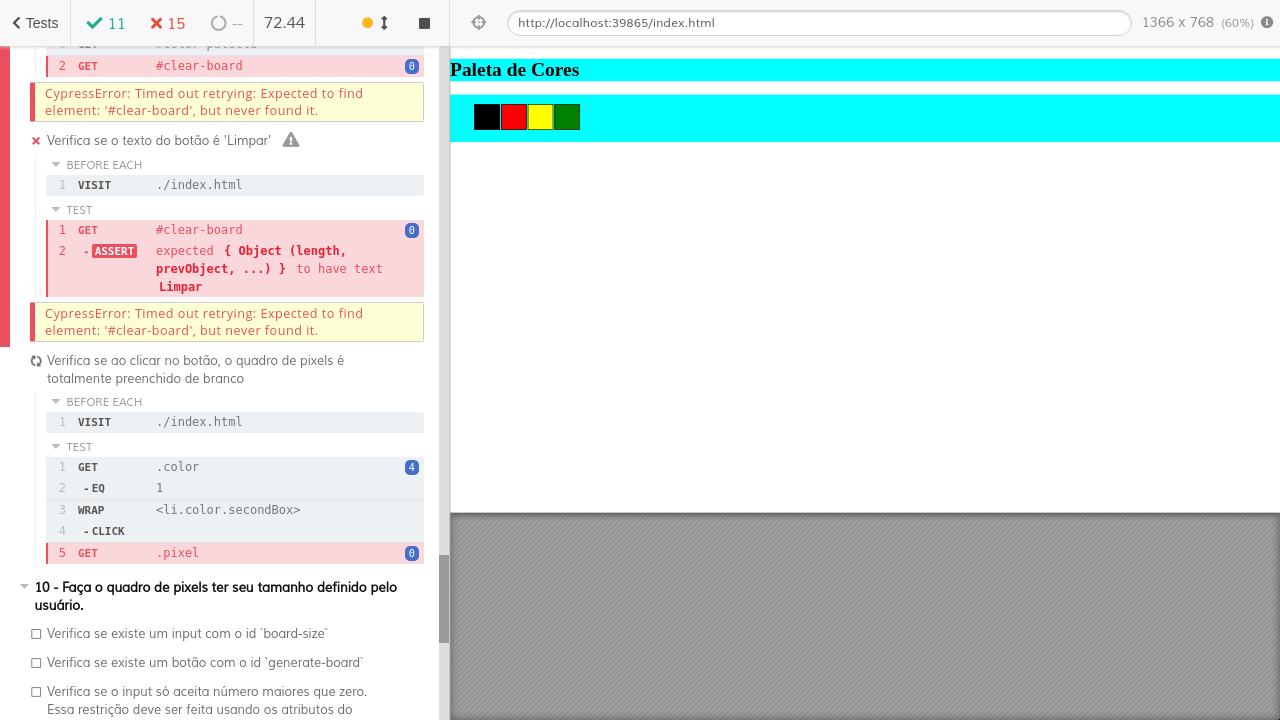 Tests 11 15 -- 72.44
http://localhost:39865/index.html 1366 x 768 (60%)
2 GET #clear-board 0
CypressError: Timed out retrying: Expected to find
element: '#clear-board', but never found it.
Verifica se o texto do botão é 'Limpar'
BEFORE EACH
1 VISIT ./index.html
TEST
1 GET #clear-board 0
2 - ASSERT expected { Object (length,
prevObject, ...) } to have text
Limpar
CypressError: Timed out retrying: Expected to find
element: '#clear-board', but never found it.
Verifica se ao clicar no botão, o quadro de pixels é
totalmente preenchido de branco
BEFORE EACH
1 VISIT ./index.html
TEST
1 GET .color 4
2 - EQ 1
3 WRAP <li.color.secondBox>
4 - CLICK
5 GET .pixel 0
10 - Faça o quadro de pixels ter seu tamanho definido pelo
usuário.
Verifica se existe um input com o id `board-size`
Verifica se existe um botão com o id `generate-board`
Verifica se o input só aceita número maiores que zero.
Essa restrição deve ser feita usando os atributos do
Paleta de Cores